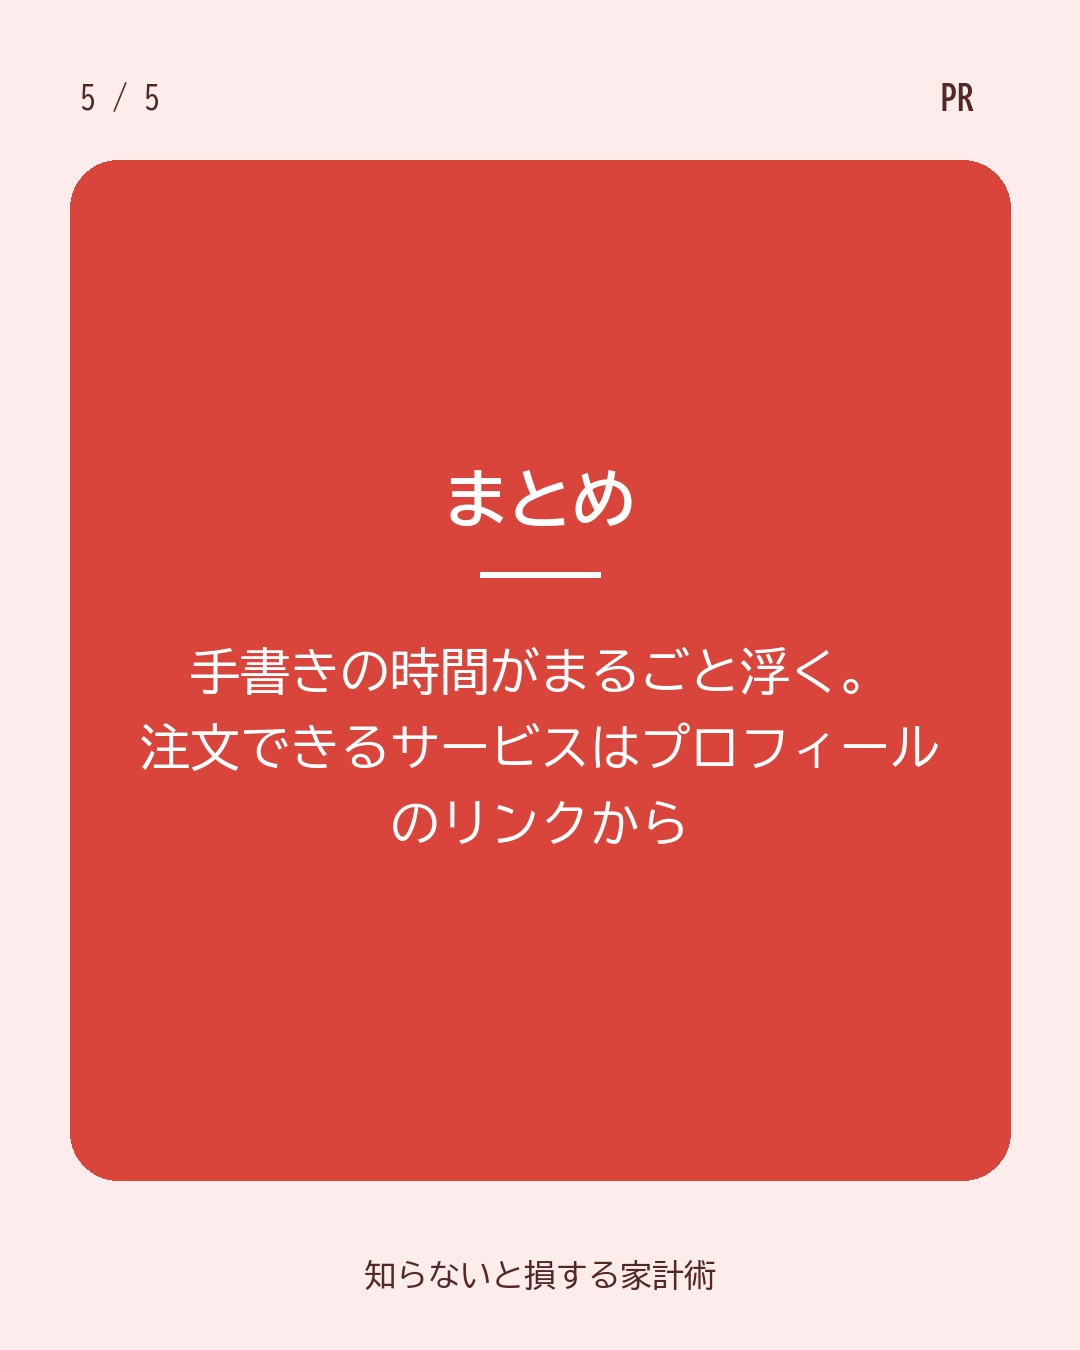 5 / 5
PR
まとめ
手書きの時間がまるごと浮く。
注文できるサービスはプロフィール
のリンクから
知らないと損する家計術